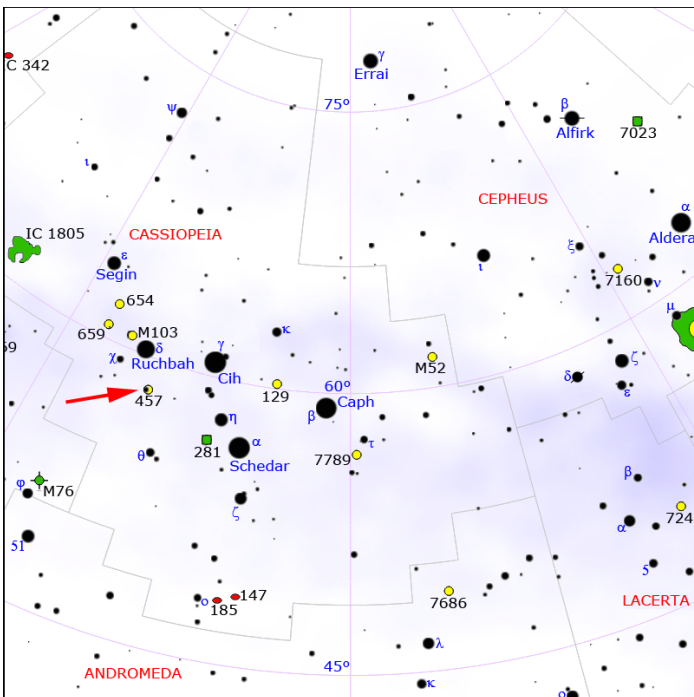 γ
Errai
C 342
75°
β
Alfirk
7023
ψ
ι
CEPHEUS
α
Aldera
IC 1805
CASSIOPEIA
ε
Segin
ξ
7160
ν
ι
654
659
M103
δ
Ruchbah
γ
Cih
κ
μ
59
χ
M52
ζ
δ
ε
457
129
60°
β
Caph
η
281
α
Schedar
τ
7789
θ
β
φ
M76
ζ
724
α
51
5
ο
185
147
7686
LACERTA
λ
ANDROMEDA
45°
κ
ο